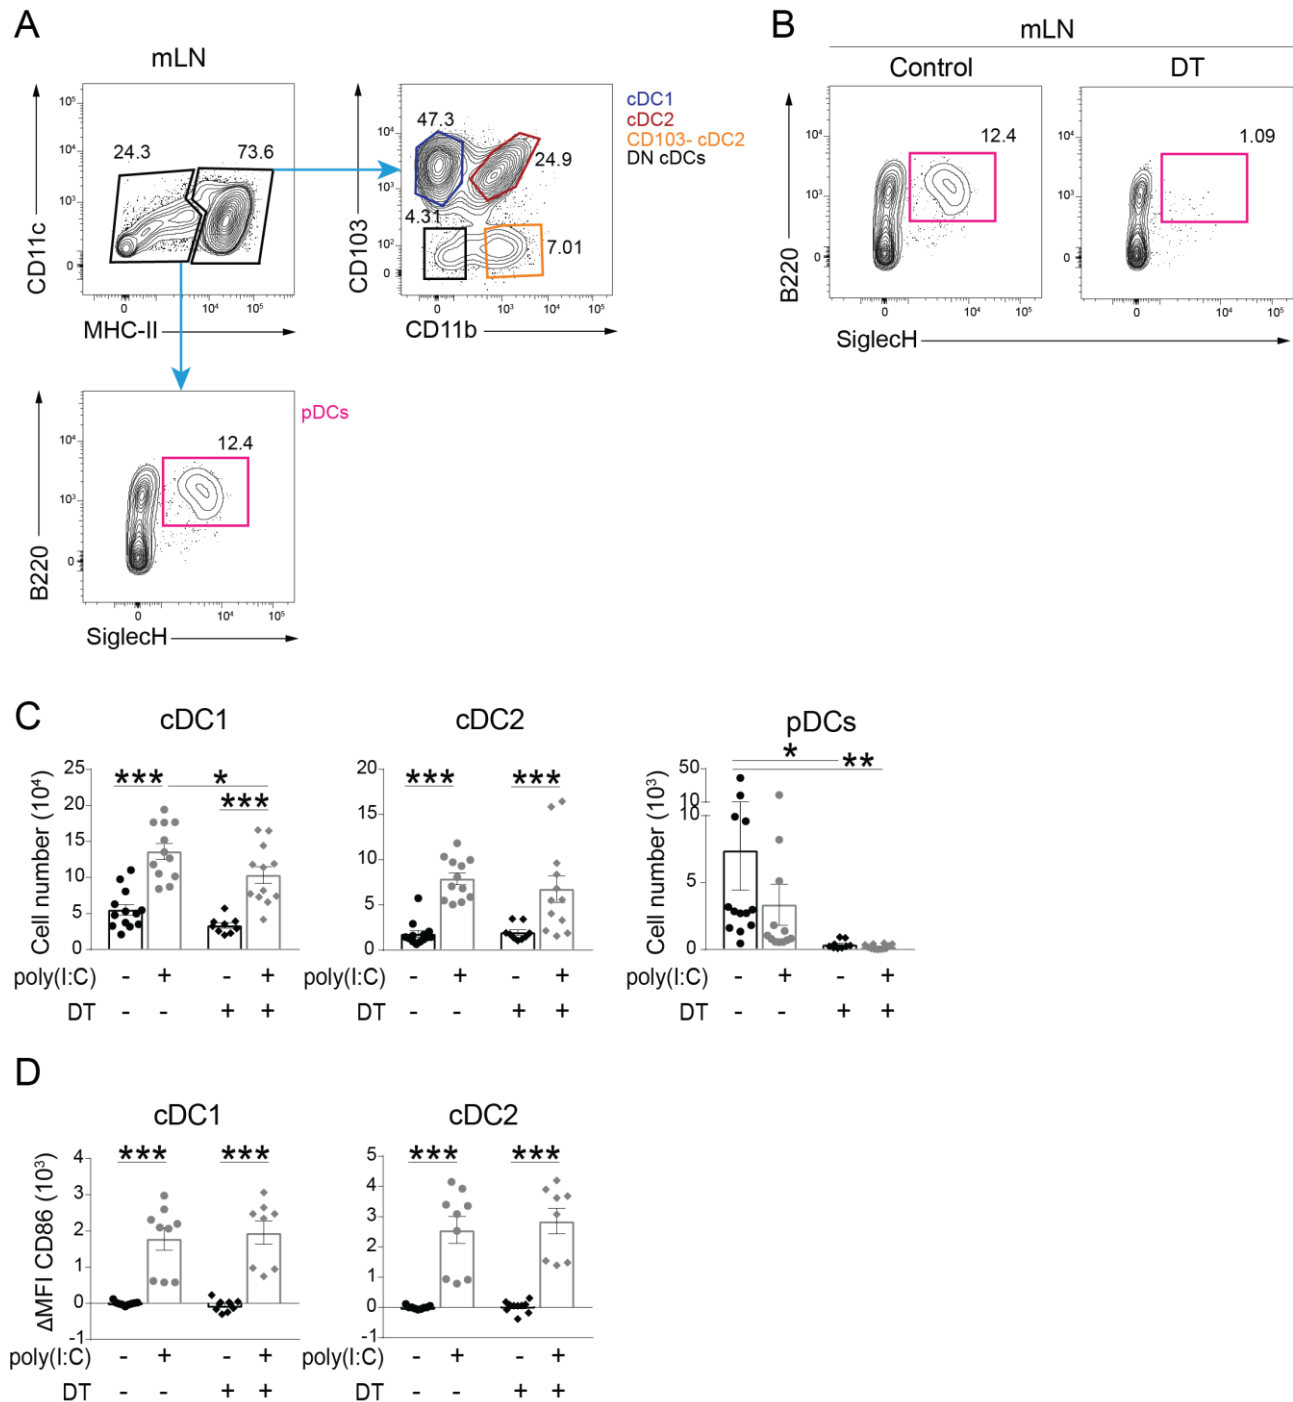 A
mLN
CD11c
10⁵
10⁴
10³
0
24.3
73.6
0
10⁴
10⁵
MHC-II
CD103
10⁴
10³
10²
0
47.3
24.9
4.31
7.01
0
10³
10⁴
CD11b
cDC1
cDC2
CD103- cDC2
DN cDCs
B220
10⁴
10³
0
12.4
0
10⁴
10⁵
SiglecH
pDCs
B
mLN
Control
DT
B220
10⁴
10³
0
12.4
0
10⁴
10⁵
10⁴
10³
0
1.09
0
10⁴
10⁵
SiglecH
C
cDC1
Cell number (10⁴)
25
20
15
10
5
0
*** *
***
poly(I:C) - + - +
DT - - + +
cDC2
20
15
10
5
0
*** ***
poly(I:C) - + - +
DT - - + +
pDCs
Cell number (10³)
50
10
10
5
0
*
**
poly(I:C) - + - +
DT - - + +
D
cDC1
ΔMFI CD86 (10³)
4
3
2
1
0
-1
*** ***
poly(I:C) - + - +
DT - - + +
cDC2
5
4
3
2
1
0
-1
*** ***
poly(I:C) - + - +
DT - - + +